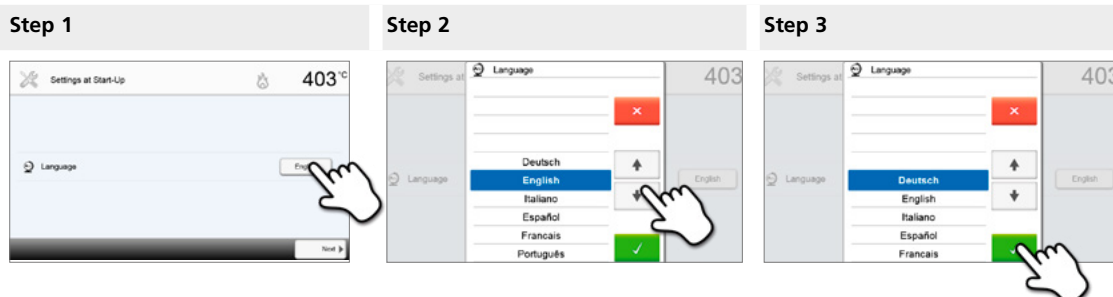 Step 1
Step 2
Step 3
Settings at Start-Up
403 °C
Language
Next
Settings at
Language
403
Deutsch
English
Italiano
Español
Francais
Português
Language
English
Settings at
Language
403
Deutsch
English
Italiano
Español
Francais
Language
English